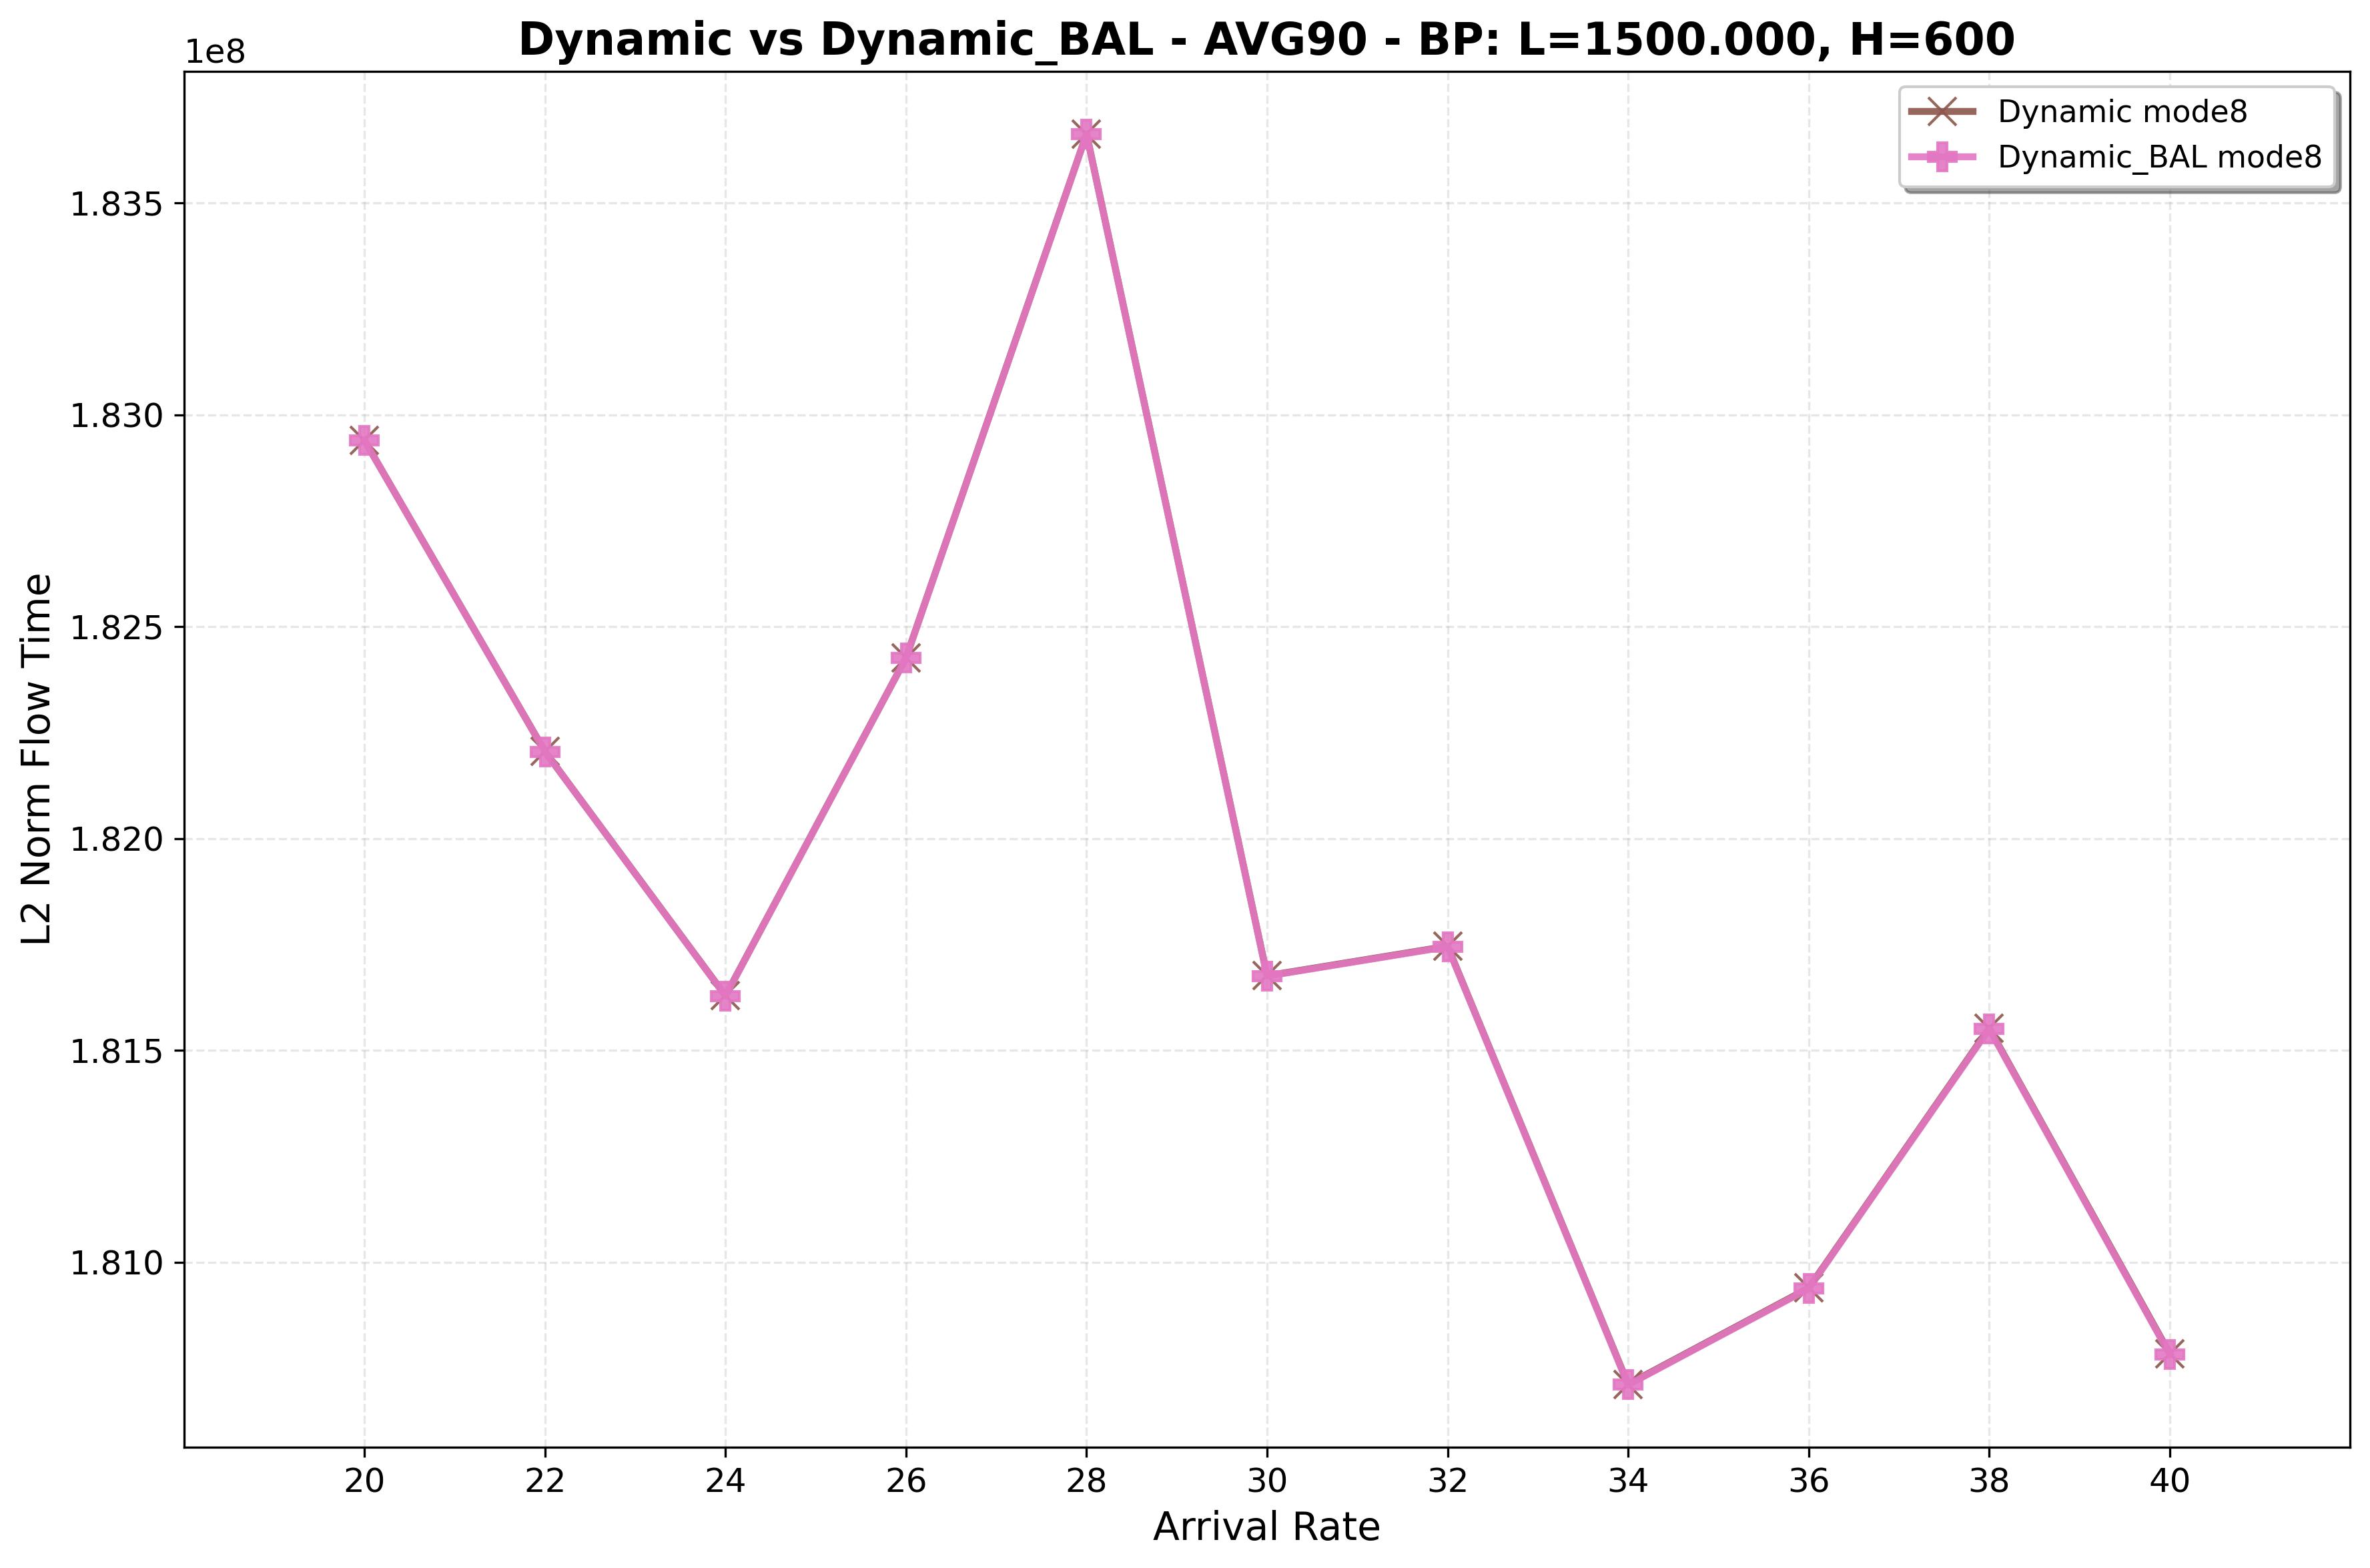 Dynamic vs Dynamic_BAL - AVG90 - BP: L=1500.000, H=600
1e8
Dynamic mode8
Dynamic_BAL mode8
1.835
1.830
1.825
1.820
1.815
1.810
L2 Norm Flow Time
20 22 24 26 28 30 32 34 36 38 40
Arrival Rate